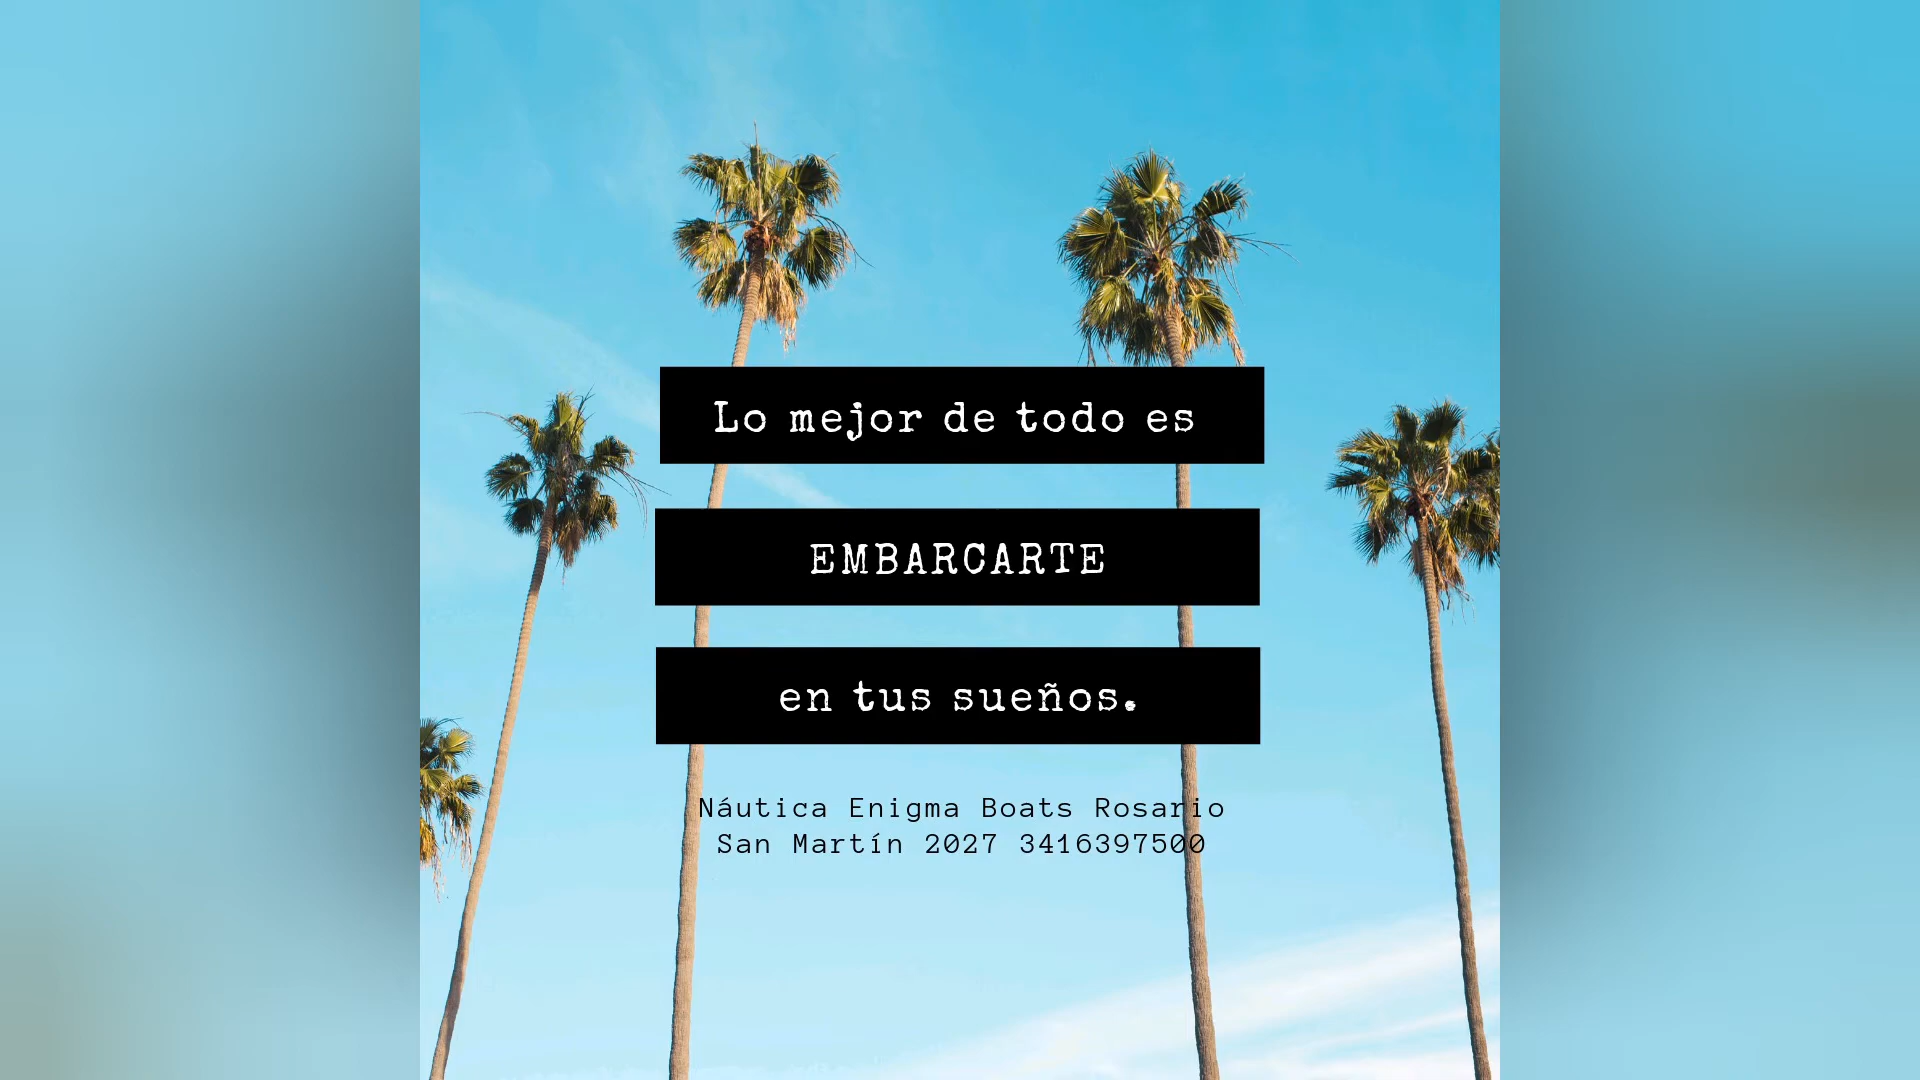 Lo mejor de todo es
EMBARCARTE
en tus sueños.
Náutica Enigma Boats Rosario
San Martín 2027 3416397500